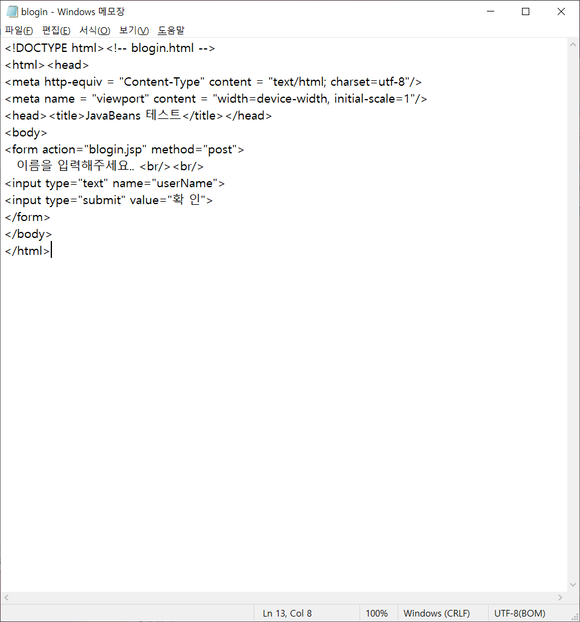 blogin - Windows 메모장
파일(F) 편집(E) 서식(O) 보기(V) 도움말
<!DOCTYPE html><!-- blogin.html -->
<html><head>
<meta http-equiv = "Content-Type" content = "text/html; charset=utf-8"/>
<meta name = "viewport" content = "width=device-width, initial-scale=1"/>
<head><title>JavaBeans 테스트</title></head>
<body>
<form action="blogin.jsp" method="post">
이름을 입력해주세요.. <br/><br/>
<input type="text" name="userName">
<input type="submit" value="확 인">
</form>
</body>
</html>
Ln 13, Col 8 100% Windows (CRLF) UTF-8(BOM)